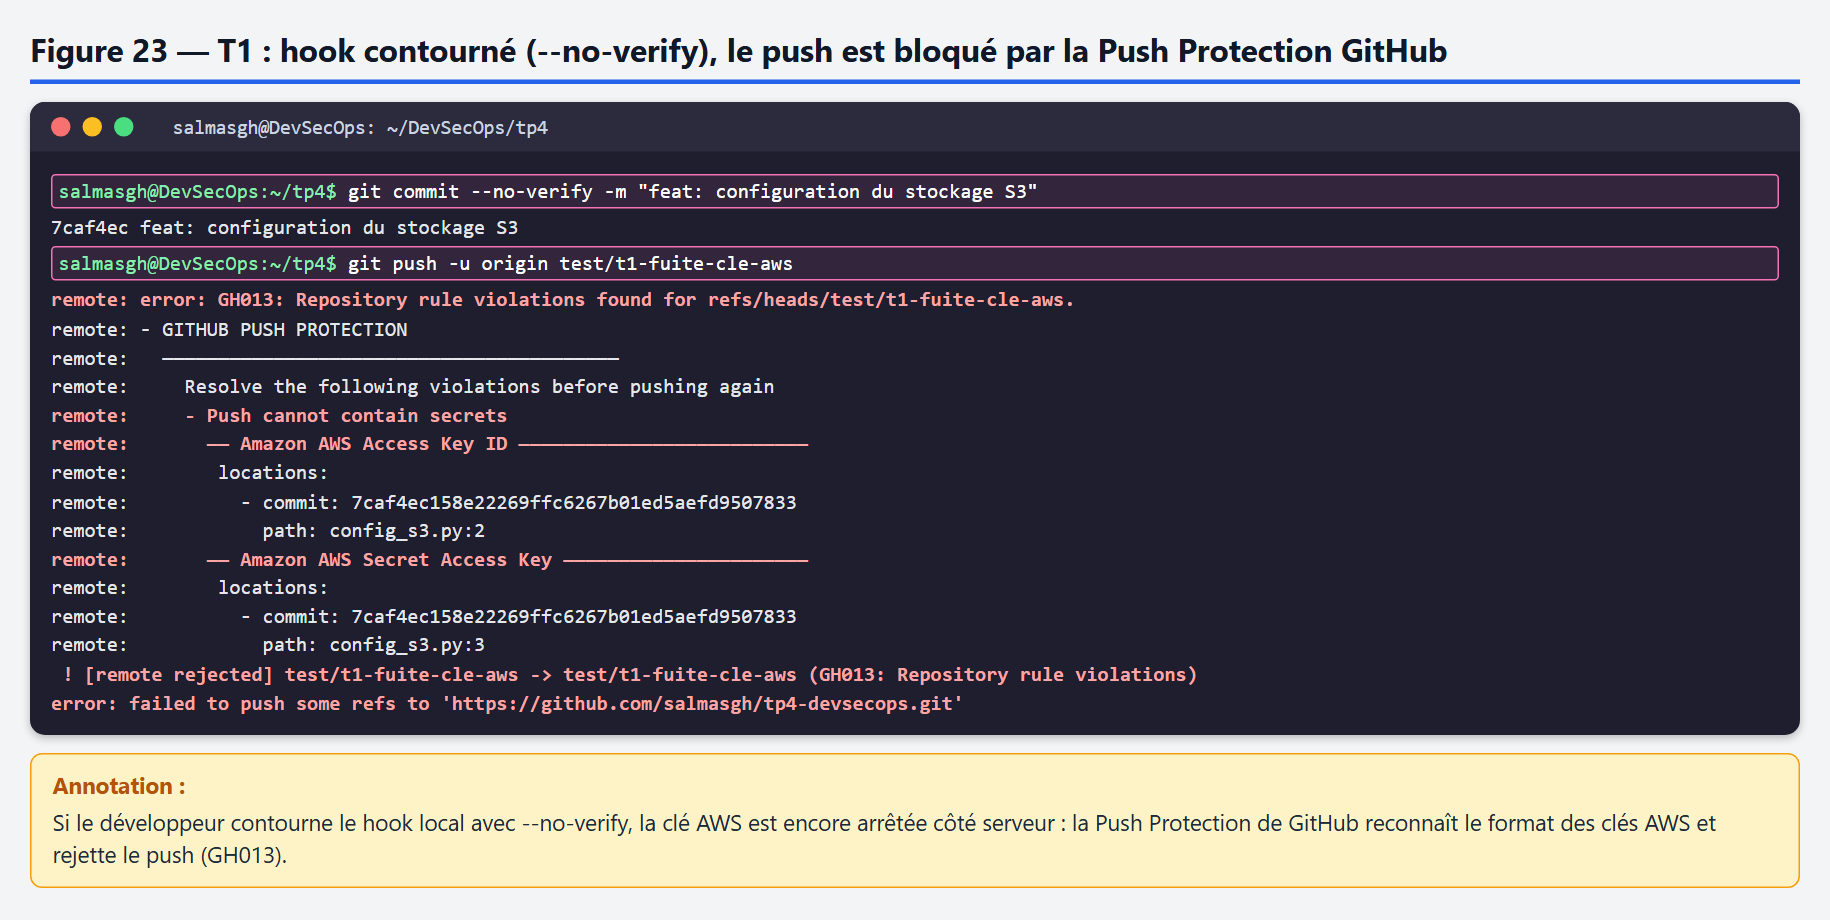 Figure 23 — T1 : hook contourné (--no-verify), le push est bloqué par la Push Protection GitHub
salmasgh@DevSecOps: ~/DevSecOps/tp4
salmasgh@DevSecOps:~/tp4$ git commit --no-verify -m "feat: configuration du stockage S3"
7caf4ec feat: configuration du stockage S3
salmasgh@DevSecOps:~/tp4$ git push -u origin test/t1-fuite-cle-aws
remote: error: GH013: Repository rule violations found for refs/heads/test/t1-fuite-cle-aws.
remote: - GITHUB PUSH PROTECTION
remote:   —————————————————————————————————————————
remote:     Resolve the following violations before pushing again
remote:     - Push cannot contain secrets
remote:       —— Amazon AWS Access Key ID ——————————————————————————
remote:        locations:
remote:          - commit: 7caf4ec158e22269ffc6267b01ed5aefd9507833
remote:            path: config_s3.py:2
remote:       —— Amazon AWS Secret Access Key ——————————————————————
remote:        locations:
remote:          - commit: 7caf4ec158e22269ffc6267b01ed5aefd9507833
remote:            path: config_s3.py:3
! [remote rejected] test/t1-fuite-cle-aws -> test/t1-fuite-cle-aws (GH013: Repository rule violations)
error: failed to push some refs to 'https://github.com/salmasgh/tp4-devsecops.git'
Annotation :
Si le développeur contourne le hook local avec --no-verify, la clé AWS est encore arrêtée côté serveur : la Push Protection de GitHub reconnaît le format des clés AWS et
rejette le push (GH013).